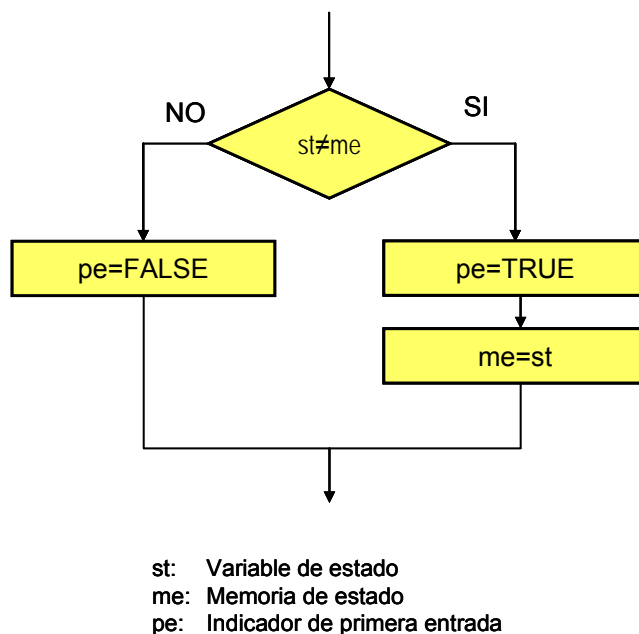 NO
SI
st≠me
pe=FALSE
pe=TRUE
me=st
st: Variable de estado
me: Memoria de estado
pe: Indicador de primera entrada